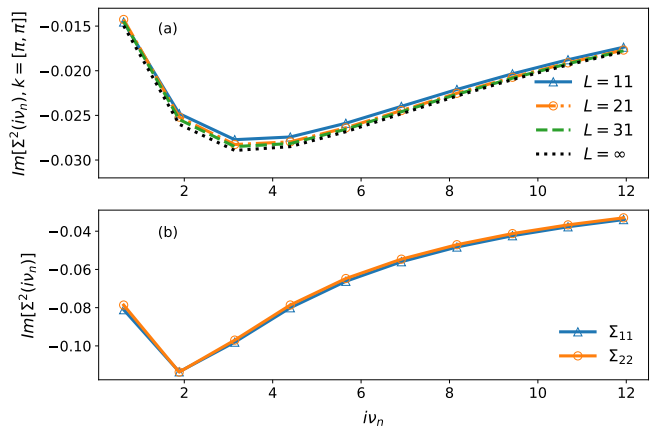 Im[Σ²(iνₙ), k = [π, π]]
−0.015
−0.020
−0.025
−0.030
(a)
L = 11
L = 21
L = 31
L = ∞
2 4 6 8 10 12
Im[Σ²(iνₙ)]
−0.04
−0.06
−0.08
−0.10
(b)
Σ₁₁
Σ₂₂
2 4 6 8 10 12
iνₙ